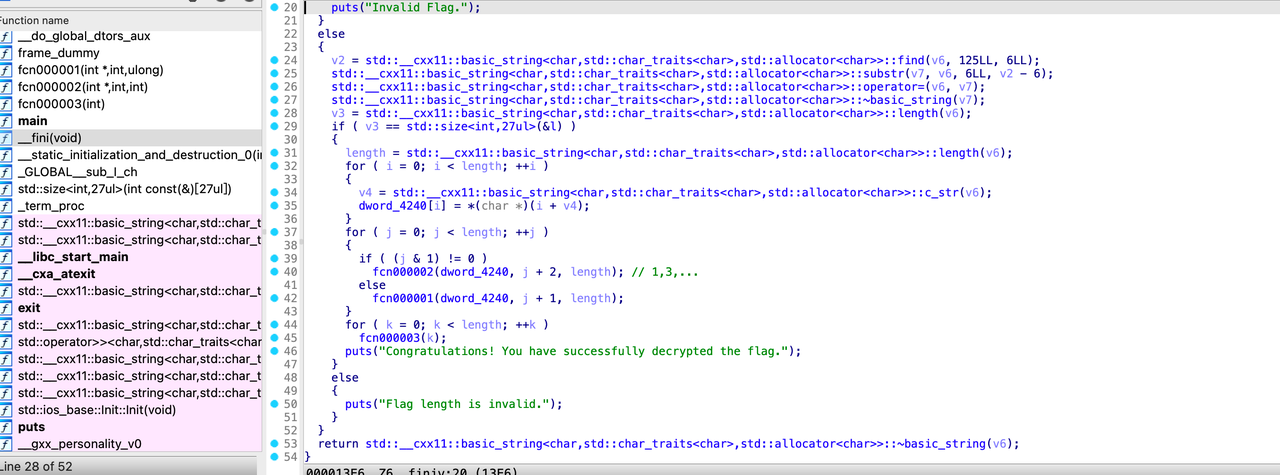 Function name
__do_global_dtors_aux
frame_dummy
fcn000001(int *,int,ulong)
fcn000002(int *,int,int)
fcn000003(int)
main
__fini(void)
__static_initialization_and_destruction_0(i
_GLOBAL__sub_I_ch
std::size<int,27ul>(int const(&)[27ul])
_term_proc
std::__cxx11::basic_string<char,std::char_t
std::__cxx11::basic_string<char,std::char_t
__libc_start_main
__cxa_atexit
std::__cxx11::basic_string<char,std::char_t
exit
std::__cxx11::basic_string<char,std::char_t
std::operator>><char,std::char_traits<char
std::__cxx11::basic_string<char,std::char_t
std::__cxx11::basic_string<char,std::char_t
std::__cxx11::basic_string<char,std::char_t
std::ios_base::Init::Init(void)
puts
__gxx_personality_v0
Line 28 of 52
20 puts("Invalid Flag.");
21 }
22 else
23 {
24 v2 = std::__cxx11::basic_string<char,std::char_traits<char>,std::allocator<char>>::find(v6, 125LL, 6LL);
25 std::__cxx11::basic_string<char,std::char_traits<char>,std::allocator<char>>::substr(v7, v6, 6LL, v2 - 6);
26 std::__cxx11::basic_string<char,std::char_traits<char>,std::allocator<char>>::operator=(v6, v7);
27 std::__cxx11::basic_string<char,std::char_traits<char>,std::allocator<char>>::~basic_string(v7);
28 v3 = std::__cxx11::basic_string<char,std::char_traits<char>,std::allocator<char>>::length(v6);
29 if ( v3 == std::size<int,27ul>(&l) )
30 {
31 length = std::__cxx11::basic_string<char,std::char_traits<char>,std::allocator<char>>::length(v6);
32 for ( i = 0; i < length; ++i )
33 {
34 v4 = std::__cxx11::basic_string<char,std::char_traits<char>,std::allocator<char>>::c_str(v6);
35 dword_4240[i] = *(char *)(i + v4);
36 }
37 for ( j = 0; j < length; ++j )
38 {
39 if ( (j & 1) != 0 )
40 fcn000002(dword_4240, j + 2, length); // 1,3,...
41 else
42 fcn000001(dword_4240, j + 1, length);
43 }
44 for ( k = 0; k < length; ++k )
45 fcn000003(k);
46 puts("Congratulations! You have successfully decrypted the flag.");
47 }
48 else
49 {
50 puts("Flag length is invalid.");
51 }
52 }
53 return std::__cxx11::basic_string<char,std::char_traits<char>,std::allocator<char>>::~basic_string(v6);
54 }